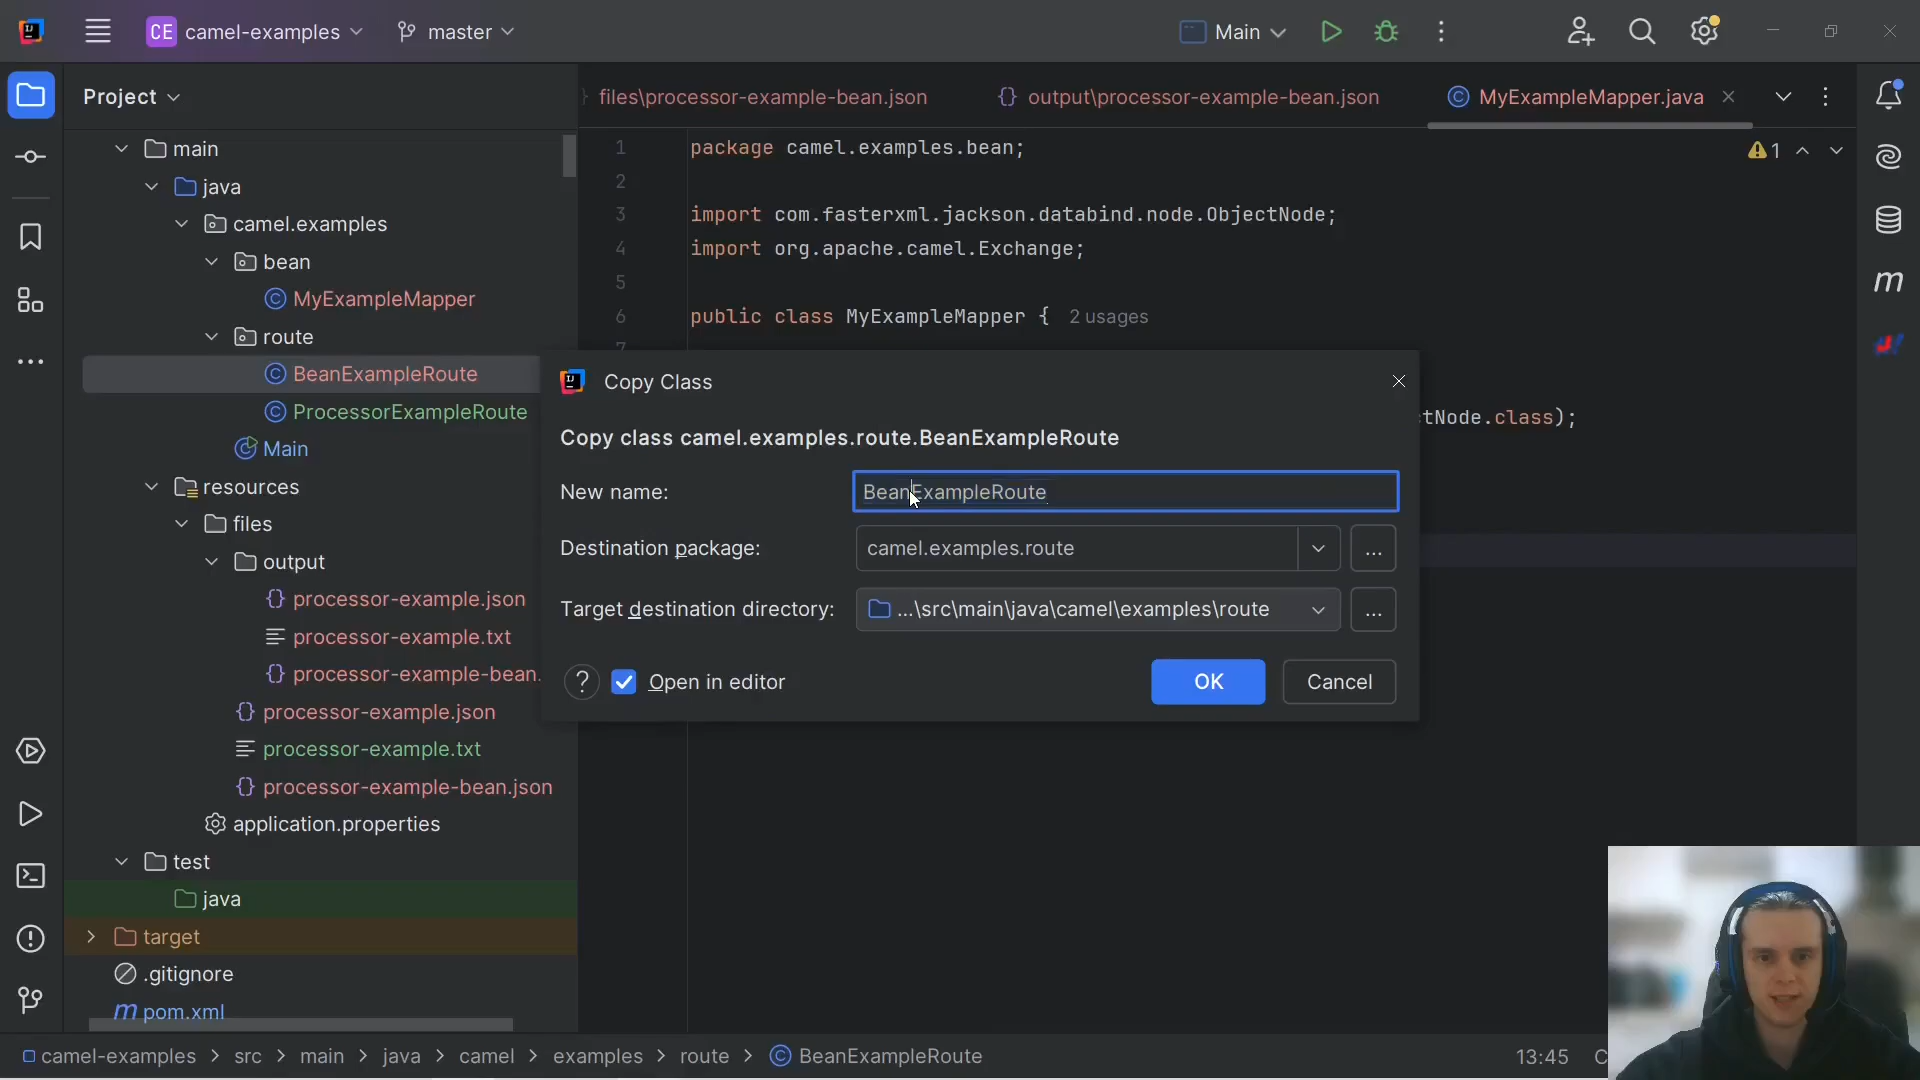 CE camel-examples master Main
Project
files\processor-example-bean.json
output\processor-example-bean.json
MyExampleMapper.java
main
java
camel.examples
bean
MyExampleMapper
route
BeanExampleRoute
ProcessorExampleRoute
Main
resources
files
output
processor-example.json
processor-example.txt
processor-example-bean.
processor-example.json
processor-example.txt
processor-example-bean.json
application.properties
test
java
target
.gitignore
pom.xml
1 package camel.examples.bean;
2
3 import com.fasterxml.jackson.databind.node.ObjectNode;
4 import org.apache.camel.Exchange;
5
6 public class MyExampleMapper { 2 usages
1
tNode.class);
Copy Class
Copy class camel.examples.route.BeanExampleRoute
New name: BeanExampleRoute
Destination package: camel.examples.route ...
Target destination directory: ...\src\main\java\camel\examples\route ...
? Open in editor OK Cancel
camel-examples > src > main > java > camel > examples > route > BeanExampleRoute
13:45